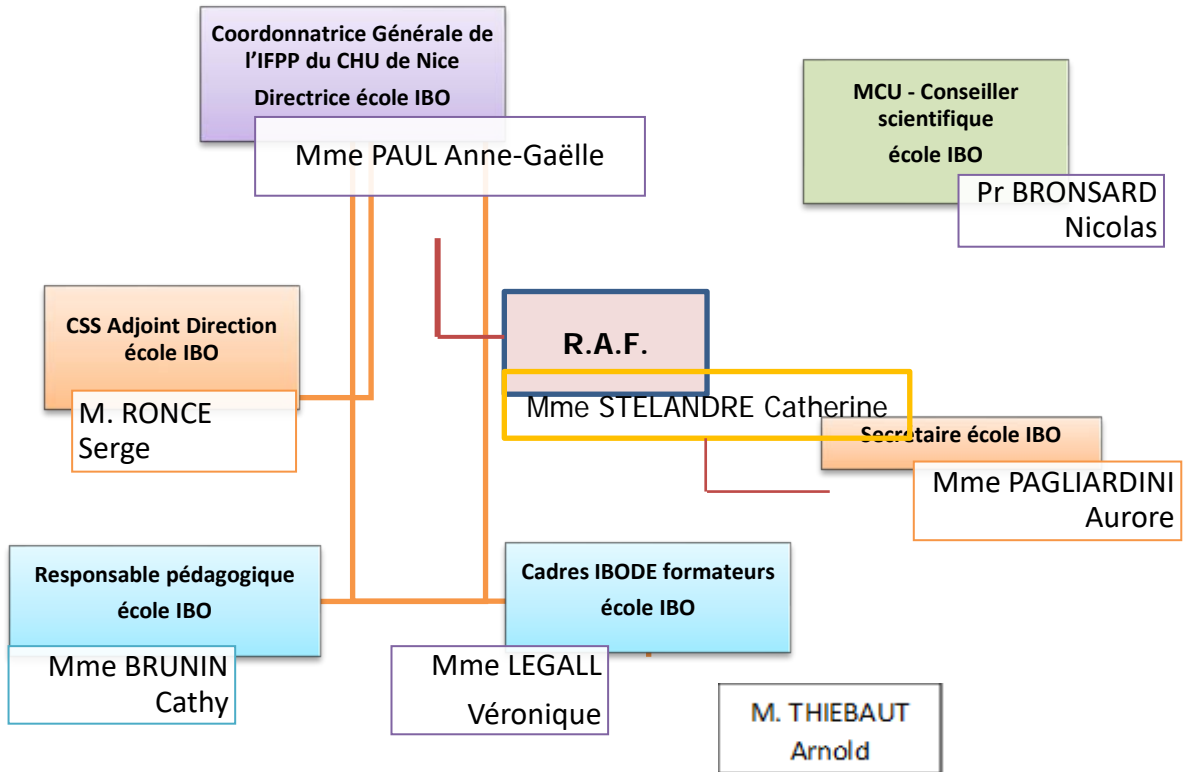 Coordonnatrice Générale de
l'IFPP du CHU de Nice
Directrice école IBO
Mme PAUL Anne-Gaëlle
MCU - Conseiller
scientifique
école IBO
Pr BRONSARD
Nicolas
CSS Adjoint Direction
école IBO
M. RONCE
Serge
R.A.F.
Mme STELANDRE Catherine
Secrétaire école IBO
Mme PAGLIARDINI
Aurore
Responsable pédagogique
école IBO
Mme BRUNIN
Cathy
Cadres IBODE formateurs
école IBO
Mme LEGALL
Véronique
M. THIEBAUT
Arnold